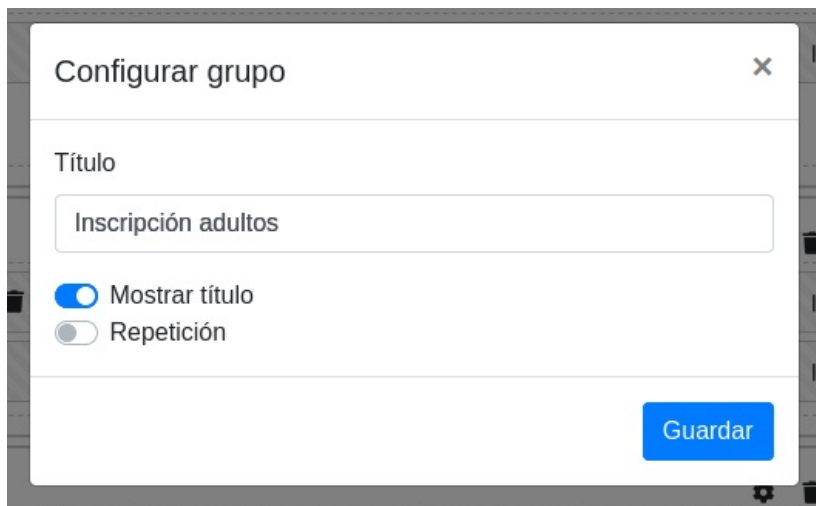 Configurar grupo
×
Título
Inscripción adultos
Mostrar título
Repetición
Guardar